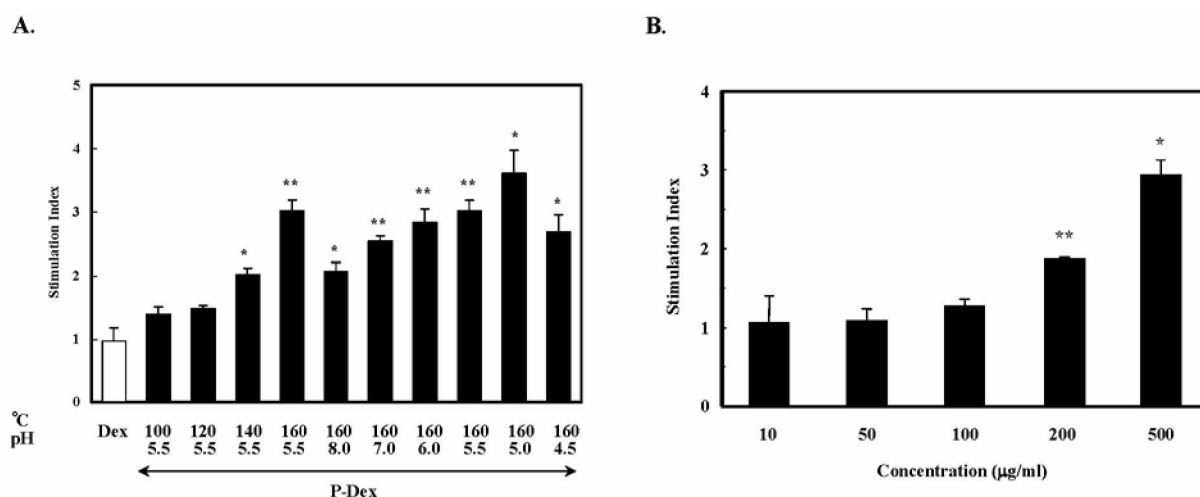 A.
5
4
3
2
1
0
Stimulation Index
* ** * ** ** ** * *
°C Dex 100 120 140 160 160 160 160 160 160 160
pH 5.5 5.5 5.5 5.5 8.0 7.0 6.0 5.5 5.0 4.5
P-Dex
B.
4
3
2
1
0
Stimulation Index
** *
10 50 100 200 500
Concentration (µg/ml)